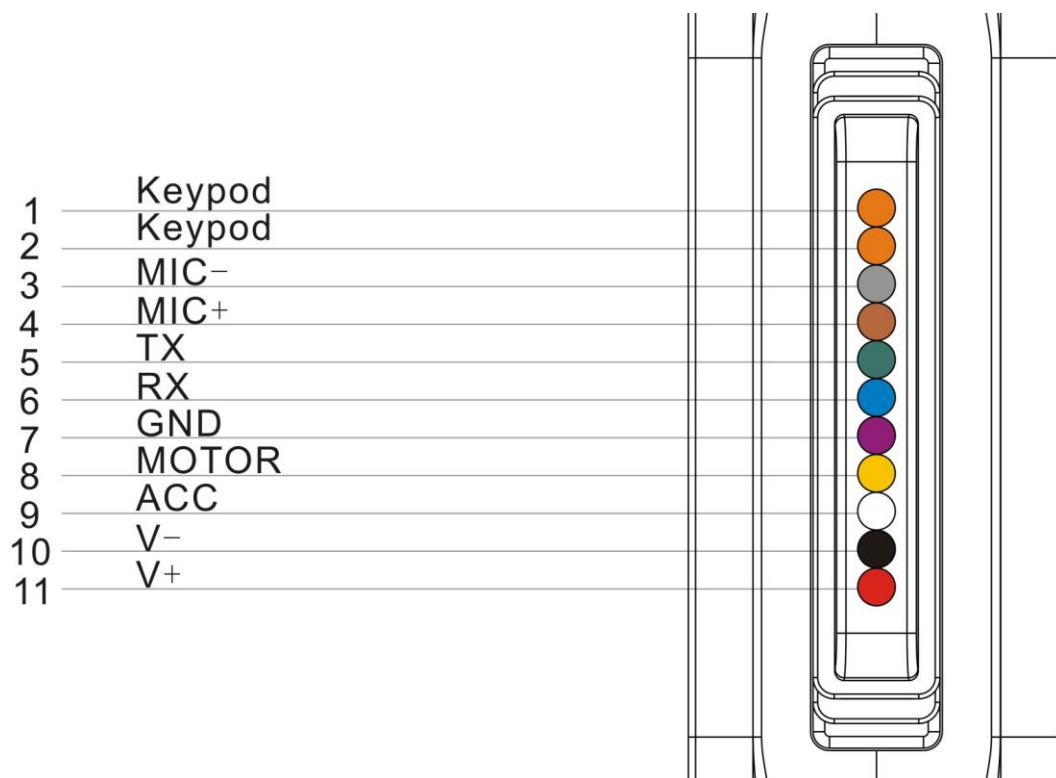 1 Keypod
2 Keypod
3 MIC-
4 MIC+
5 TX
6 RX
7 GND
8 MOTOR
9 ACC
10 V-
11 V+